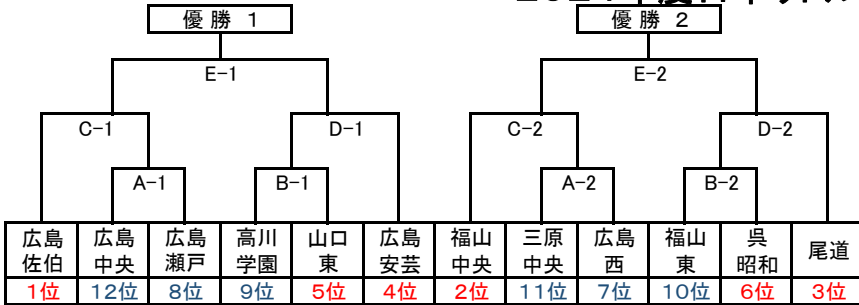 優勝 1 優勝 2
E-1 E-2
C-1 D-1 C-2 D-2
A-1 B-1 A-2 B-2
広島 広島 広島 高川 山口 広島 福山 三原 広島 福山 呉 尾道
佐伯 中央 瀬戸 学園 東 安芸 中央 中央 西 東 昭和
1位 12位 8位 9位 5位 4位 2位 11位 7位 10位 6位 3位